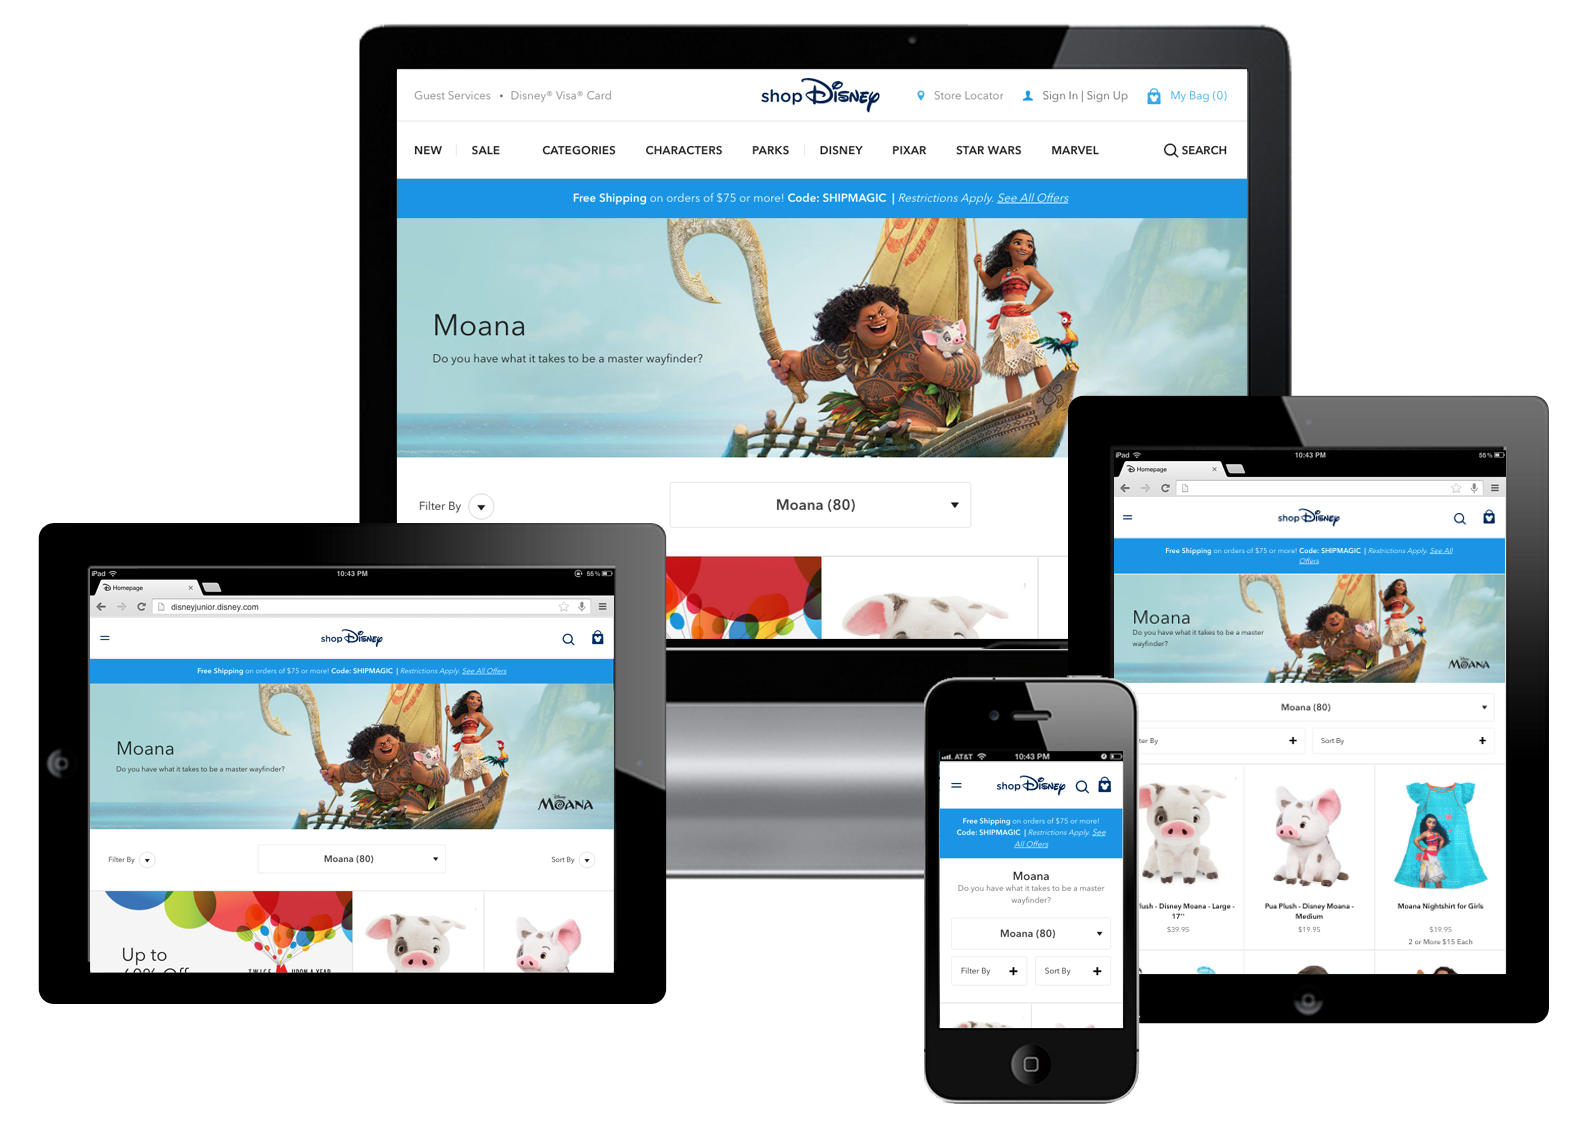 Guest Services • Disney® Visa® Card
shop Disney
Store Locator
Sign In | Sign Up
My Bag (0)
NEW SALE CATEGORIES CHARACTERS PARKS DISNEY PIXAR STAR WARS MARVEL SEARCH
Free Shipping on orders of $75 or more! Code: SHIPMAGIC | Restrictions Apply. See All Offers
Moana
Do you have what it takes to be a master wayfinder?
Filter By
Moana (80)
iPad 10:43 PM 55%
Homepage
disneyjunior.disney.com
shop Disney
Free Shipping on orders of $75 or more! Code: SHIPMAGIC | Restrictions Apply. See All Offers
Moana
Do you have what it takes to be a master wayfinder?
Disney
MOANA
Filter By
Moana (80)
Sort By
Up to
60% Off
TWICE UPON A YEAR
AT&T 10:43 PM
shop Disney
Free Shipping on orders of $75 or more!
Code: SHIPMAGIC | Restrictions Apply. See
All Offers
Moana
Do you have what it takes to be a master
wayfinder?
Moana (80)
Filter By +
Sort By +
iPad 10:43 PM 55%
Homepage
shop Disney
Free Shipping on orders of $75 or more! Code: SHIPMAGIC | Restrictions Apply. See All
Offers
Moana
Do you have what it takes to be a master
wayfinder?
Disney
MOANA
Moana (80)
ter By +
Sort By +
lush - Disney Moana - Large -
17''
$39.95
Pua Plush - Disney Moana -
Medium
$19.95
Moana Nightshirt for Girls
$19.95
2 or More $15 Each